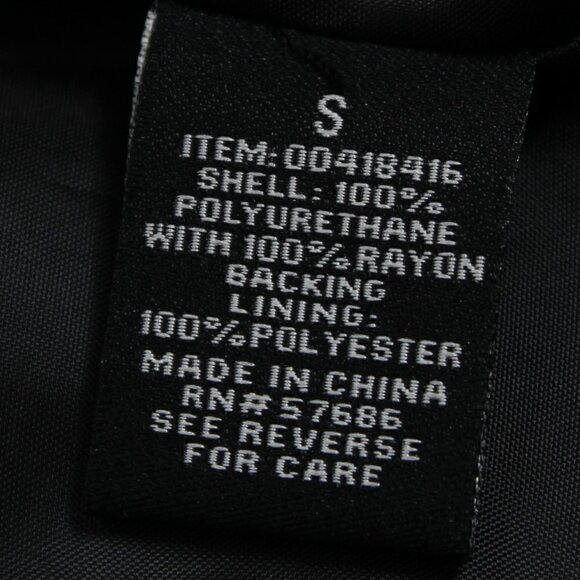 S
ITEM: 00418416
SHELL: 100%
POLYURETHANE
WITH 100% RAYON
BACKING
LINING:
100% POLYESTER
MADE IN CHINA
RN# 57686
SEE REVERSE
FOR CARE